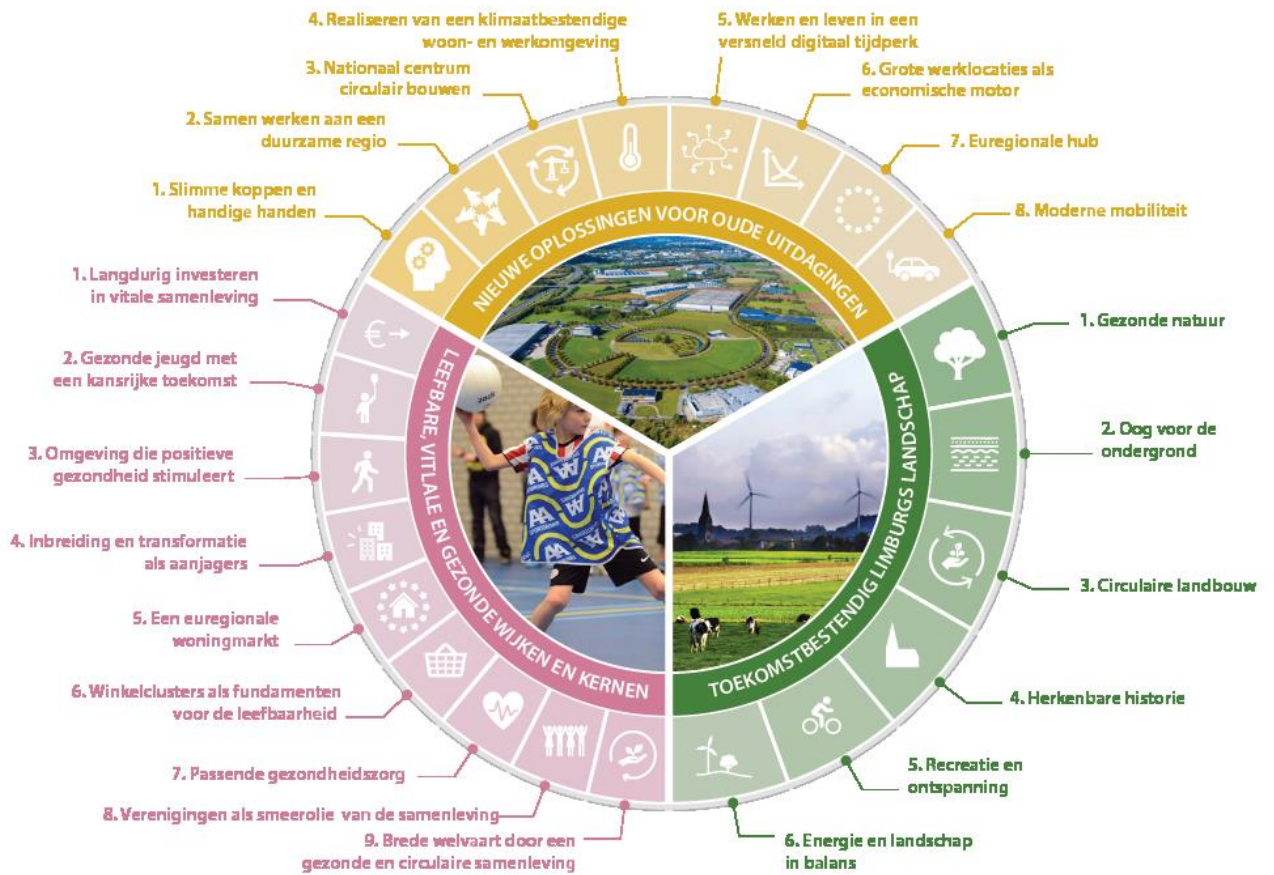 4. Realiseren van een klimaatbestendige
woon- en werkomgeving
5. Werken en leven in een
versneld digitaal tijdperk
3. Nationaal centrum
circulair bouwen
6. Grote werklocaties als
economische motor
2. Samen werken aan een
duurzame regio
7. Euregionale hub
1. Slimme koppen en
handige handen
8. Moderne mobiliteit
NIEUWE OPLOSSINGEN VOOR OUDE UITDAGINGEN
1. Langdurig investeren
in vitale samenleving
2. Gezonde jeugd met
een kansrijke toekomst
3. Omgeving die positieve
gezondheid stimuleert
4. Inbreiding en transformatie
als aanjagers
5. Een euregionale
woningmarkt
6. Winkelclusters als fundamenten
voor de leefbaarheid
7. Passende gezondheidszorg
8. Verenigingen als smeerolie van de samenleving
9. Brede welvaart door een
gezonde en circulaire samenleving
LEEFBARE, VITLALE EN GEZONDE WIJKEN EN KERNEN
AA
AA
AA
1. Gezonde natuur
2. Oog voor de
ondergrond
3. Circulaire landbouw
4. Herkenbare historie
5. Recreatie en
ontspanning
6. Energie en landschap
in balans
TOEKOMSTBESTENDIG LIMBURGS LANDSCHAP